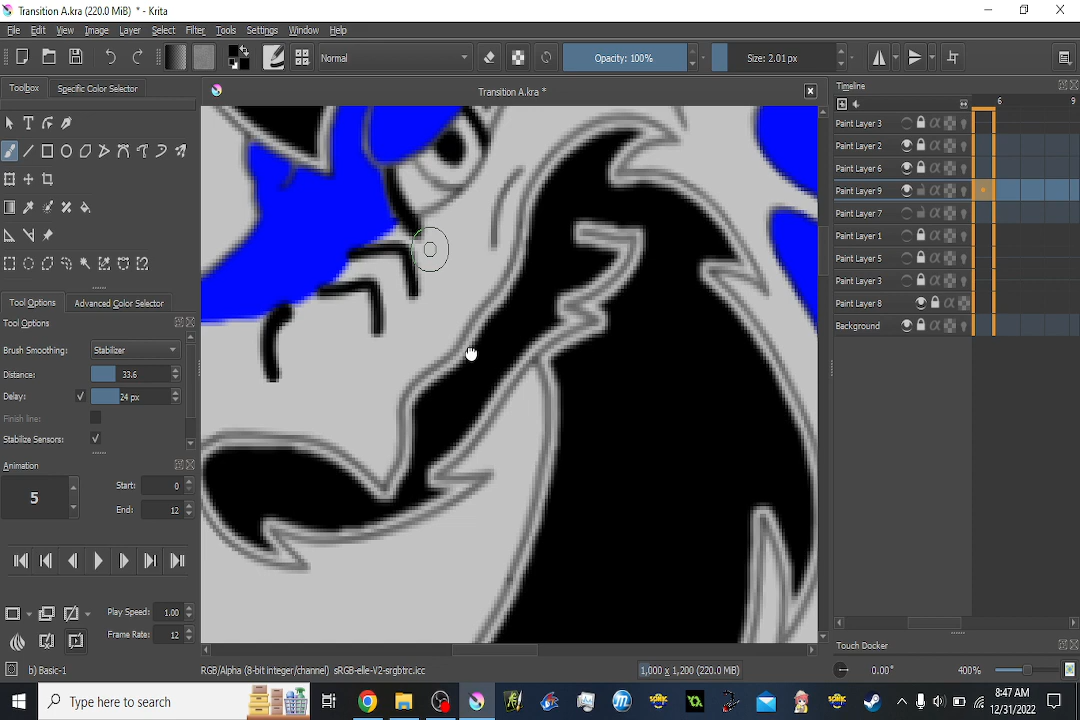 Transition A.kra (220.0 MiB) * - Krita
File Edit View Image Layer Select Filter Tools Settings Window Help
Normal Opacity: 100% Size: 2.01 px
Toolbox Specific Color Selector
Transition A.kra *
Timeline
6 9
Paint Layer 3
Paint Layer 2
Paint Layer 6
Paint Layer 9
Paint Layer 7
Paint Layer 1
Paint Layer 5
Paint Layer 3
Paint Layer 8
Background
Tool Options Advanced Color Selector
Tool Options
Brush Smoothing: Stabilizer
Distance: 33.6
Delay: 24 px
Finish line:
Stabilize Sensors:
Animation
5
Start: 0
End: 12
Play Speed: 1.00
Frame Rate: 12
Touch Docker
b) Basic-1
RGB/Alpha (8-bit integer/channel) sRGB-elle-V2-srgbtrc.icc
1,000 x 1,200 (220.0 MiB)
0.00°
400%
Type here to search
8:47 AM
12/31/2022